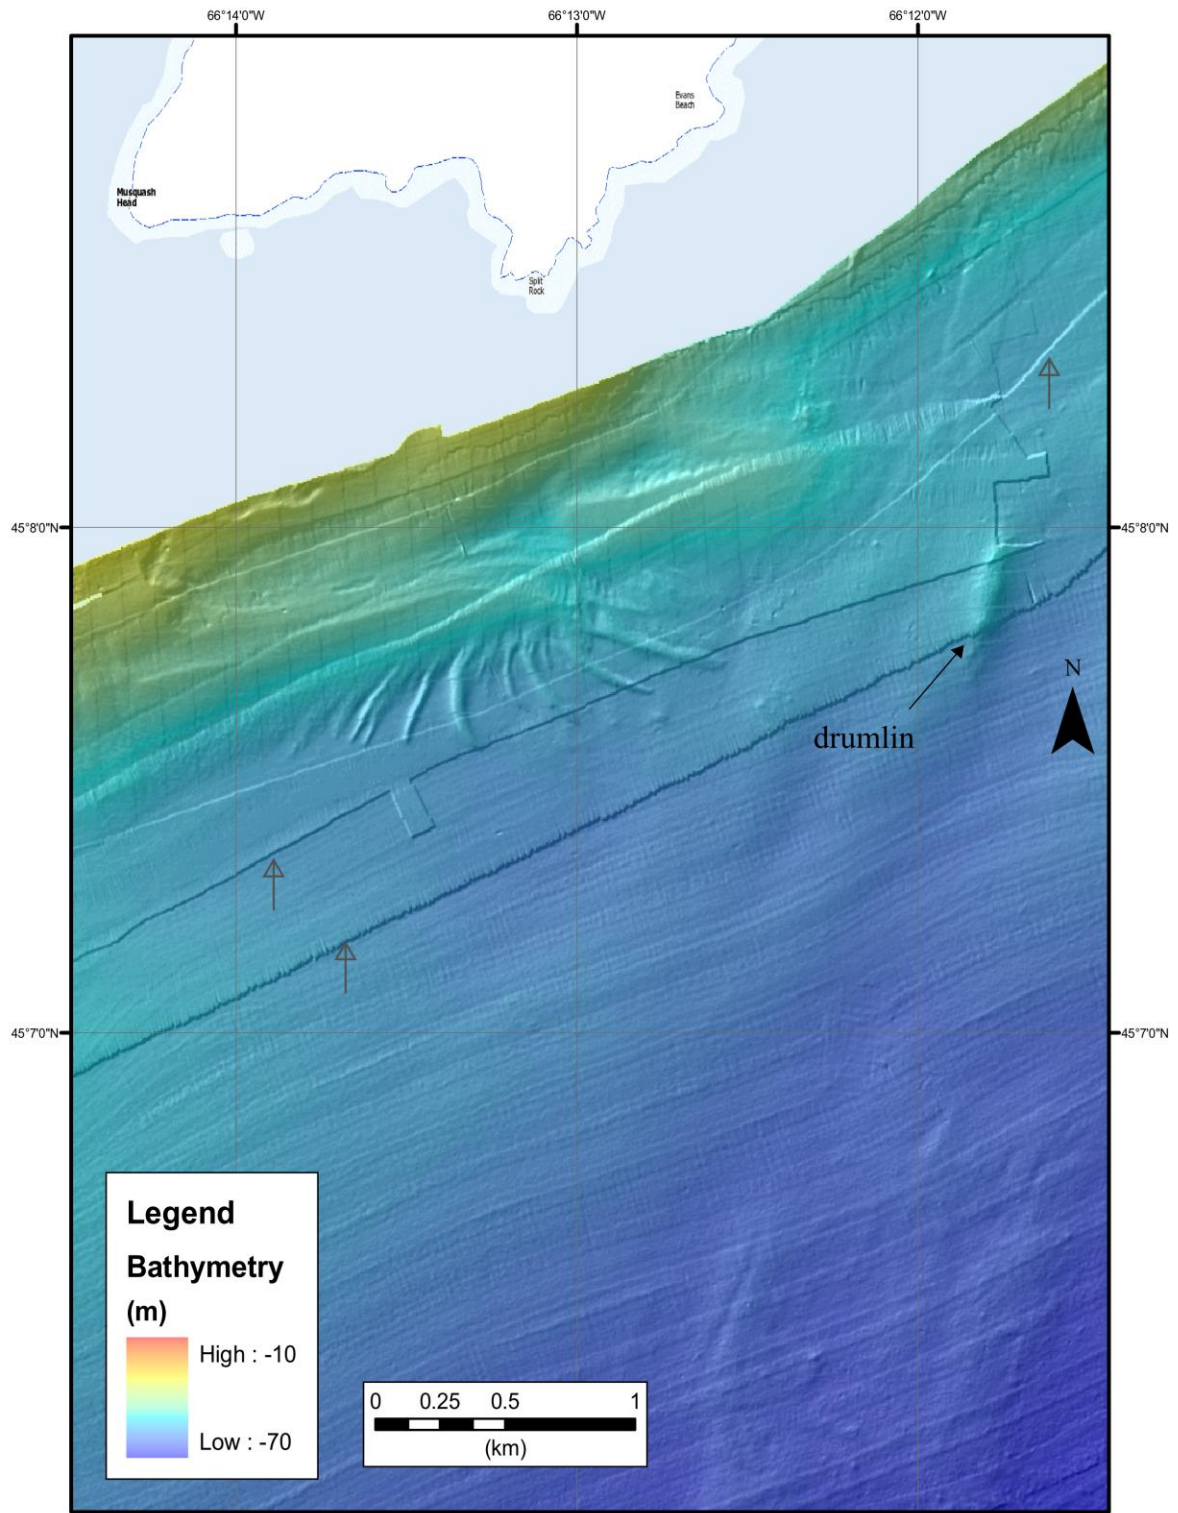 66°14'0"W
66°13'0"W
66°12'0"W
Evans
Beach
Musquash
Head
Split
Rock
45°8'0"N
45°8'0"N
N
drumlin
45°7'0"N
45°7'0"N
Legend
Bathymetry
(m)
High : -10
Low : -70
0 0.25 0.5 1
(km)